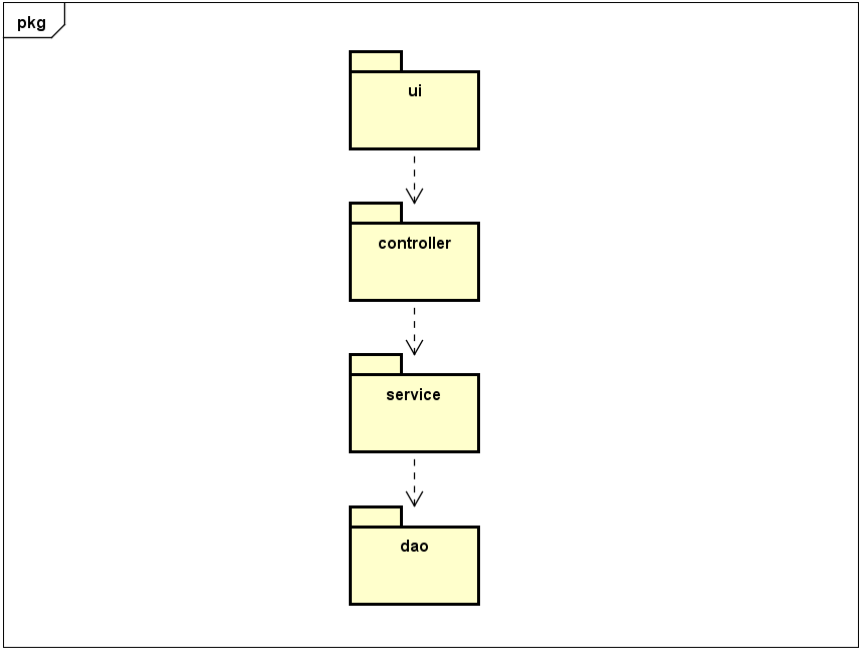 pkg
ui
controller
service
dao